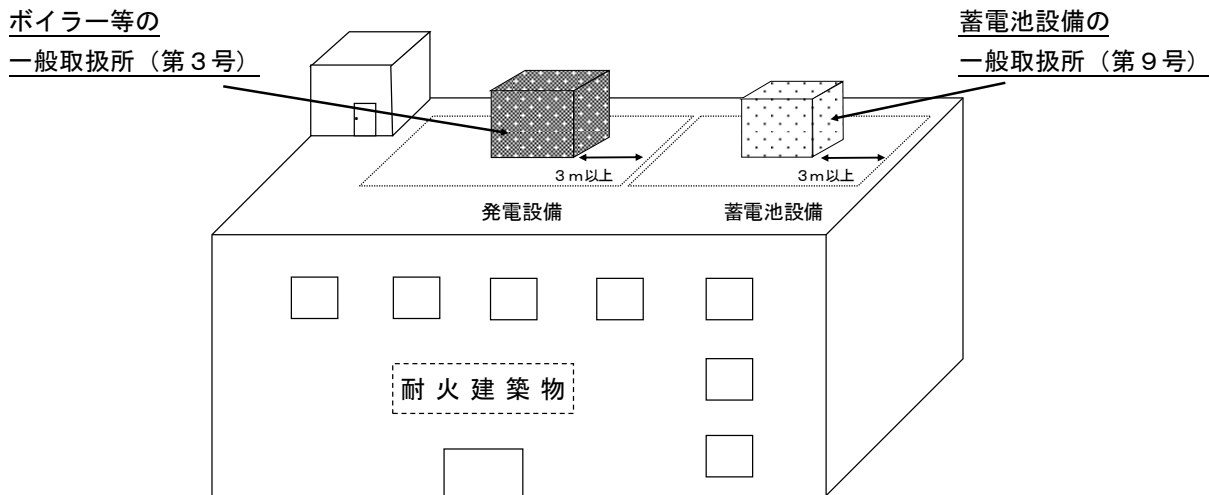 ボイラー等の
一般取扱所（第３号）
蓄電池設備の
一般取扱所（第９号）
３ｍ以上
３ｍ以上
発電設備
蓄電池設備
耐火建築物